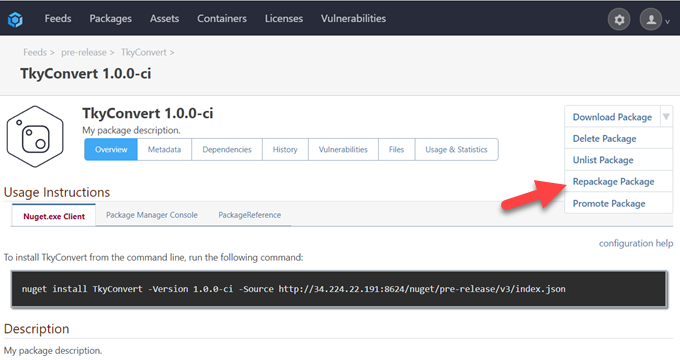 Feeds Packages Assets Containers Licenses Vulnerabilities
Feeds > pre-release > TkyConvert >
TkyConvert 1.0.0-ci
TkyConvert 1.0.0-ci
My package description.
Overview Metadata Dependencies History Vulnerabilities Files Usage & Statistics
Download Package
Delete Package
Unlist Package
Repackage Package
Promote Package
Usage Instructions
Nuget.exe Client Package Manager Console PackageReference
configuration help
To install TkyConvert from the command line, run the following command:
nuget install TkyConvert -Version 1.0.0-ci -Source http://34.224.22.191:8624/nuget/pre-release/v3/index.json
Description
My package description.